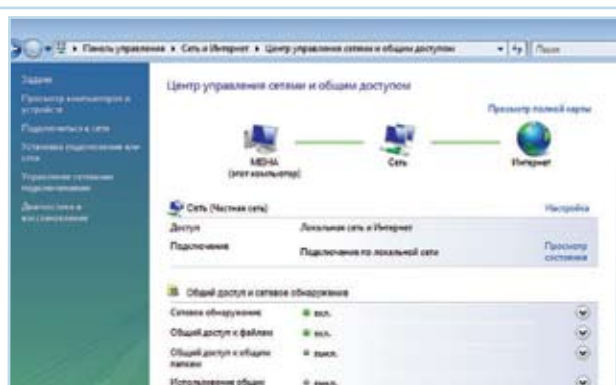 Панель управления ▸ Сеть и Интернет ▸ Центр управления сетями и общим доступом
Поиск
Задачи
Просмотр компьютеров и устройств
Подключиться к сети
Установка подключения или сети
Управление сетевыми подключениями
Диагностика и восстановление
Центр управления сетями и общим доступом
Просмотр полной карты
(этот компьютер)
Сеть
Интернет
Сеть (Частная сеть)
Настройка
Доступ
Локальная сеть и Интернет
Подключение
Подключение по локальной сети
Просмотр состояния
Общий доступ и сетевое обнаружение
Сетевое обнаружение
вкл.
Общий доступ к файлам
вкл.
Общий доступ к общим папкам
выкл.
Использование общих
выкл.